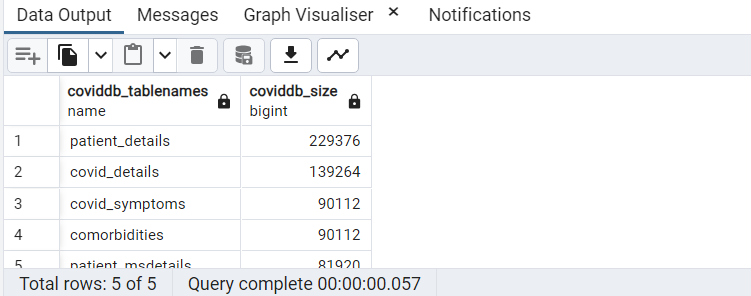 Data Output Messages Graph Visualiser × Notifications
coviddb_tablenames coviddb_size
name bigint
1 patient_details 229376
2 covid_details 139264
3 covid_symptoms 90112
4 comorbidities 90112
5 patient_msdetails 81920
Total rows: 5 of 5 Query complete 00:00:00.057